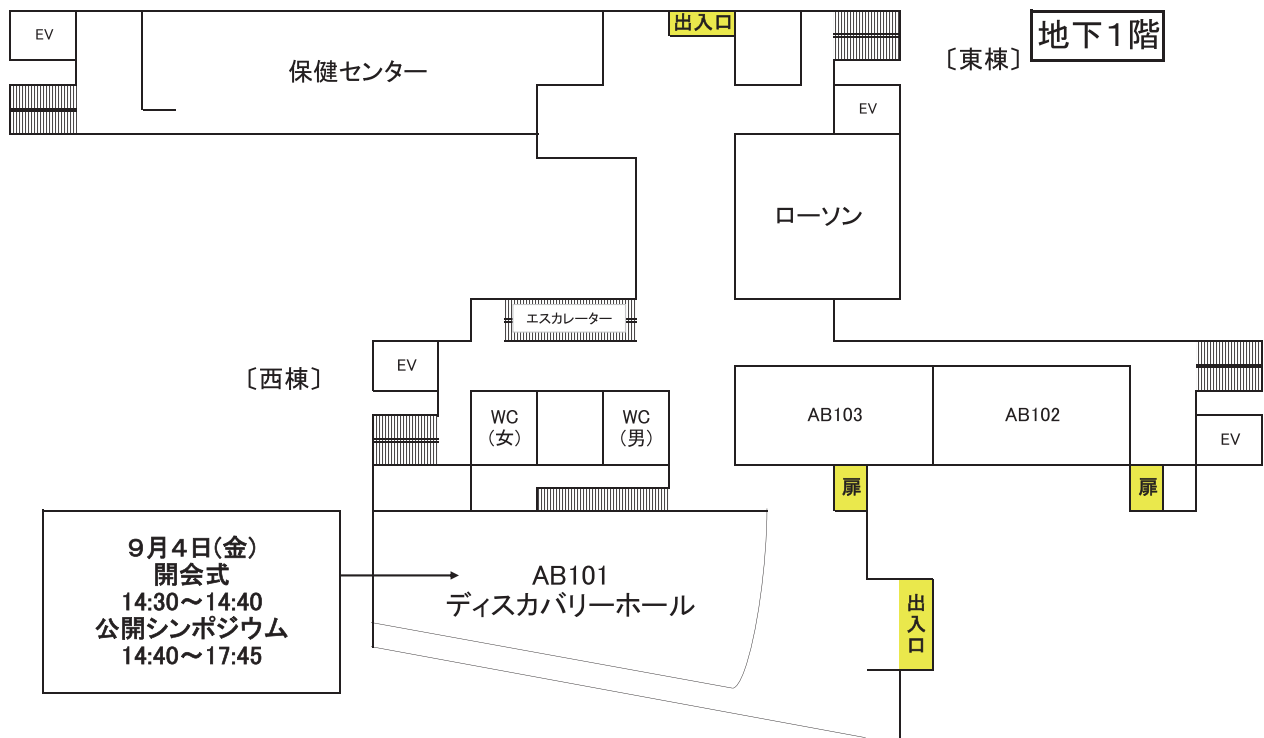 地下1階
〔東棟〕
出入口
EV
保健センター
EV
ローソン
エスカレーター
〔西棟〕
EV
WC
(女)
WC
(男)
AB103
AB102
EV
扉
扉
9月4日(金)
開会式
14:30～14:40
公開シンポジウム
14:40～17:45
AB101
ディスカバリーホール
出入口